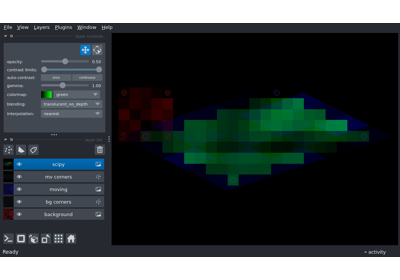 File View Layers Plugins Window Help
opacity: 0.50
contrast limits:
auto-contrast: once continuous
gamma: 1.00
colormap: green
blending: translucent_no_depth
interpolation: nearest
scipy
mv corners
moving
bg corners
background
Ready
activity